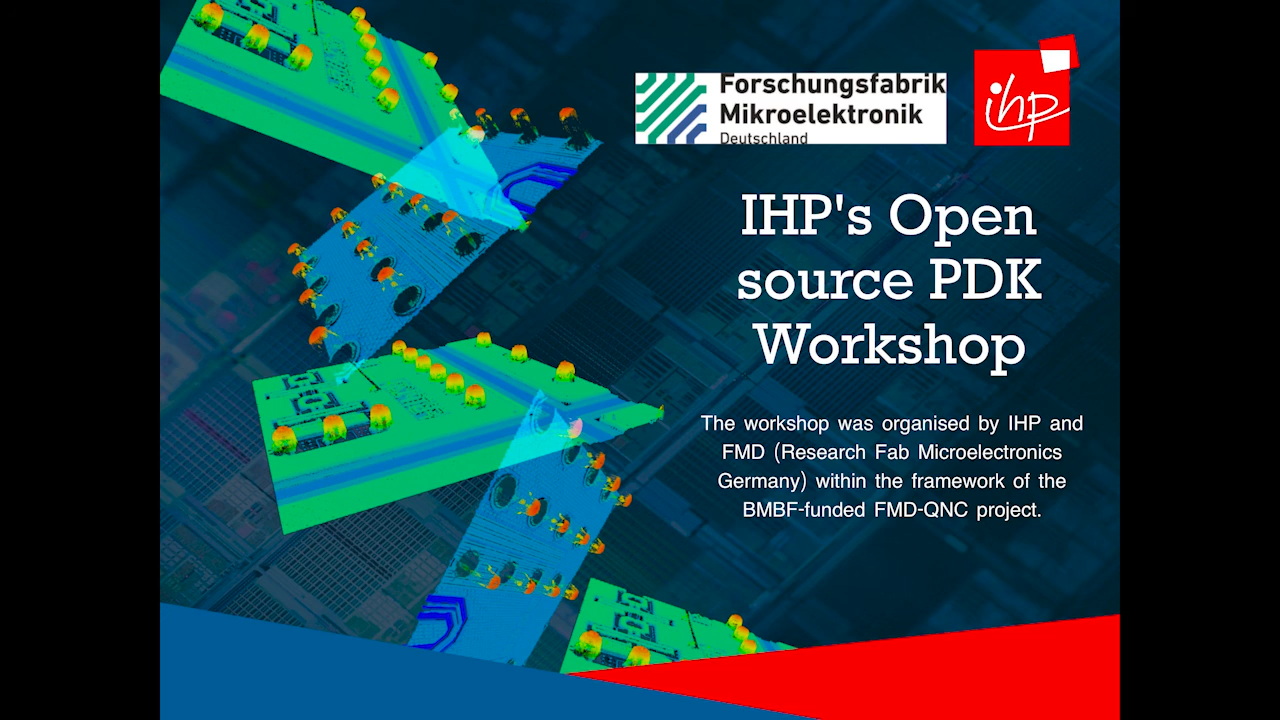 Forschungsfabrik
Mikroelektronik
Deutschland
ihp
IHP's Open
source PDK
Workshop
The workshop was organised by IHP and
FMD (Research Fab Microelectronics
Germany) within the framework of the
BMBF-funded FMD-QNC project.